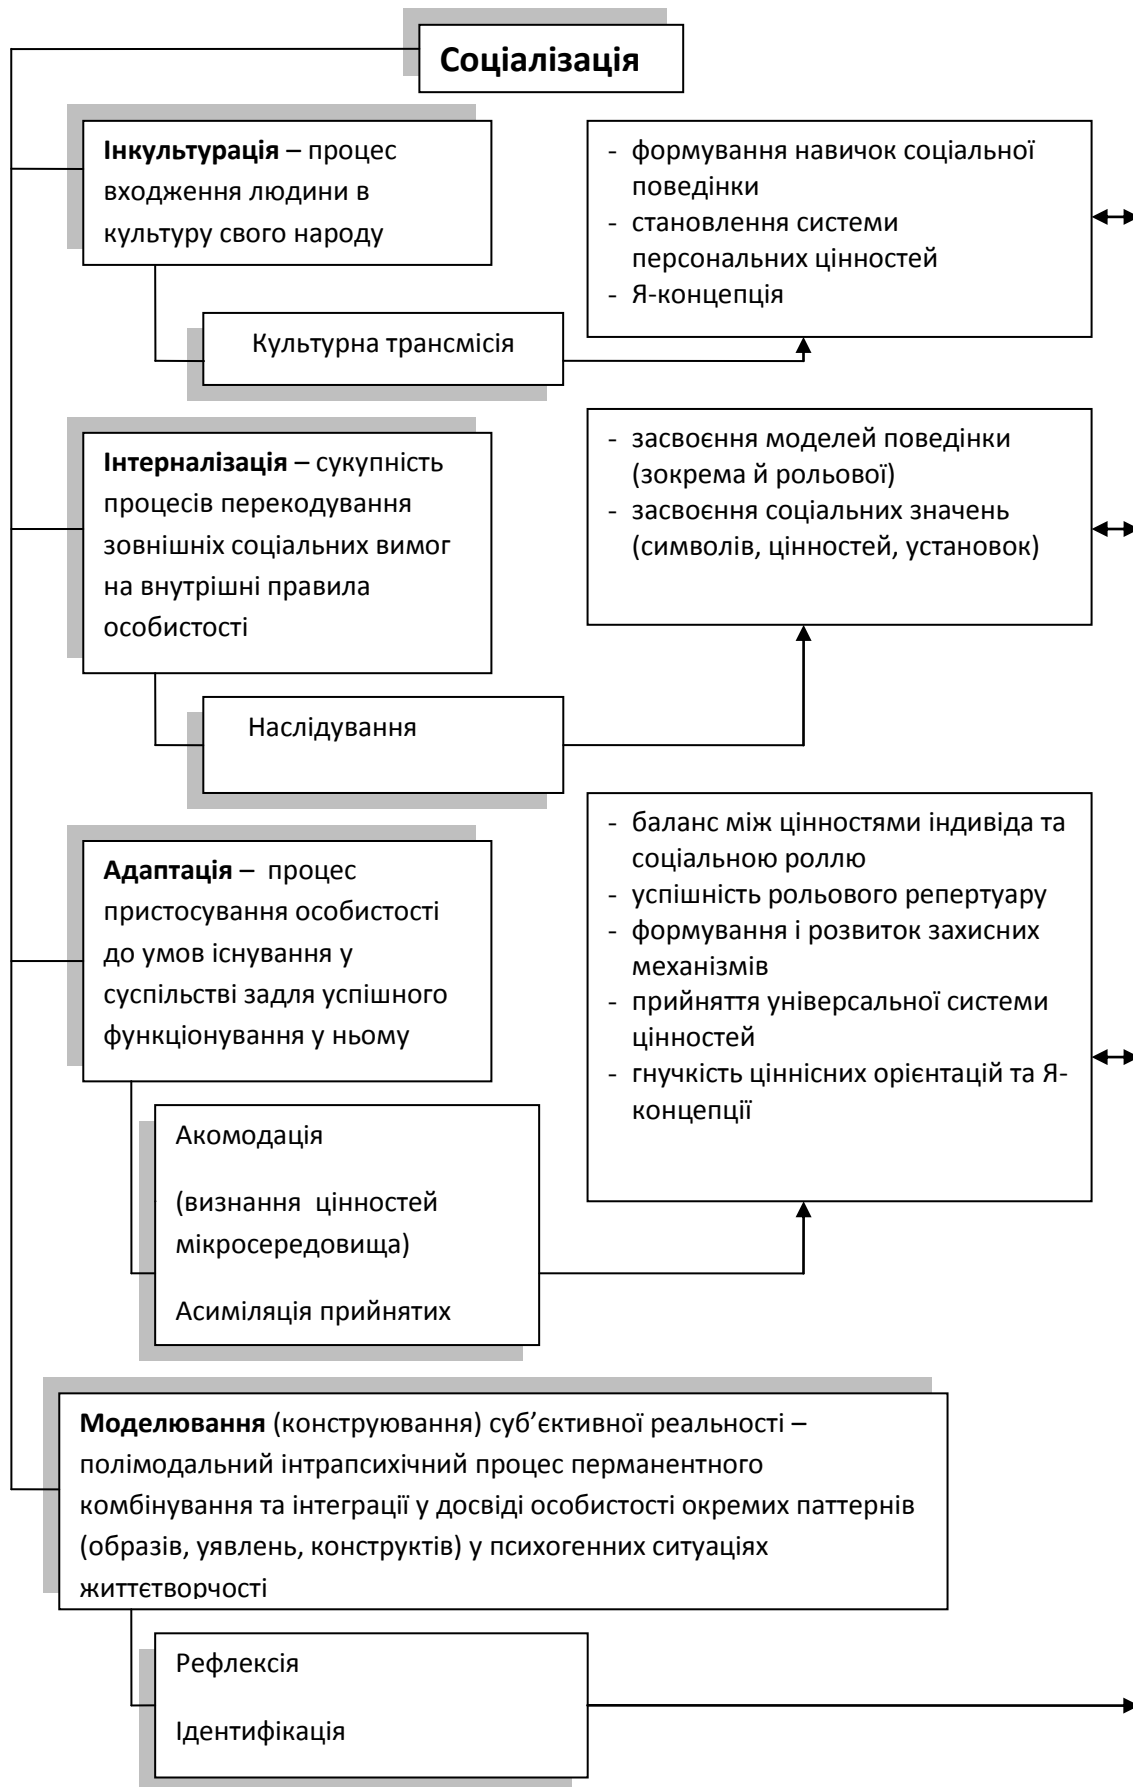 Соціалізація
Інкультурація – процес
входження людини в
культуру свого народу
- формування навичок соціальної
поведінки
- становлення системи
персональних цінностей
- Я-концепція
Культурна трансмісія
Інтерналізація – сукупність
процесів перекодування
зовнішніх соціальних вимог
на внутрішні правила
особистості
- засвоєння моделей поведінки
(зокрема й рольової)
- засвоєння соціальних значень
(символів, цінностей, установок)
Наслідування
Адаптація – процес
пристосування особистості
до умов існування у
суспільстві задля успішного
функціонування у ньому
- баланс між цінностями індивіда та
соціальною роллю
- успішність рольового репертуару
- формування і розвиток захисних
механізмів
- прийняття універсальної системи
цінностей
- гнучкість ціннісних орієнтацій та Я-
концепції
Акомодація
(визнання цінностей
мікросередовища)
Асиміляція прийнятих
Моделювання (конструювання) суб’єктивної реальності –
полімодальний інтрапсихічний процес перманентного
комбінування та інтеграції у досвіді особистості окремих паттернів
(образів, уявлень, конструктів) у психогенних ситуаціях
життєтворчості
Рефлексія
Ідентифікація